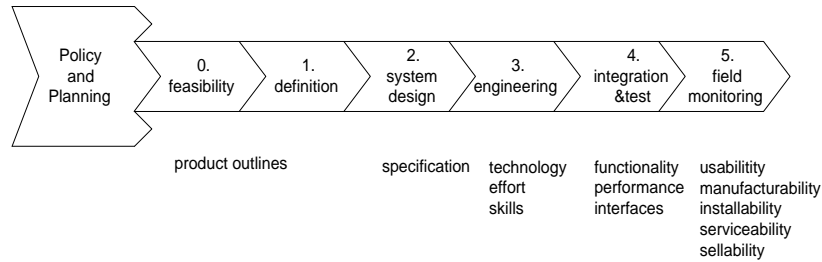 Policy
and
Planning
0.
feasibility
1.
definition
2.
system
design
3.
engineering
4.
integration
&test
5.
field
monitoring
product outlines
specification
technology
effort
skills
functionality
performance
interfaces
usabilitity
manufacturability
installability
serviceability
sellability